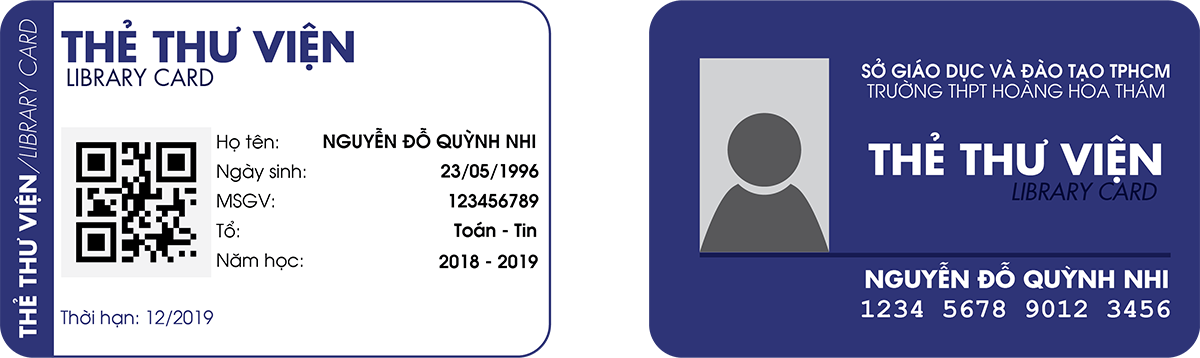 THẺ THƯ VIỆN/LIBRARY CARD
THẺ THƯ VIỆN
LIBRARY CARD
Họ tên: NGUYỄN ĐỖ QUỲNH NHI
Ngày sinh: 23/05/1996
MSGV: 123456789
Tổ: Toán - Tin
Năm học: 2018 - 2019
Thời hạn: 12/2019
SỞ GIÁO DỤC VÀ ĐÀO TẠO TPHCM
TRƯỜNG THPT HOÀNG HOA THÁM
THẺ THƯ VIỆN
LIBRARY CARD
NGUYỄN ĐỖ QUỲNH NHI
1234 5678 9012 3456